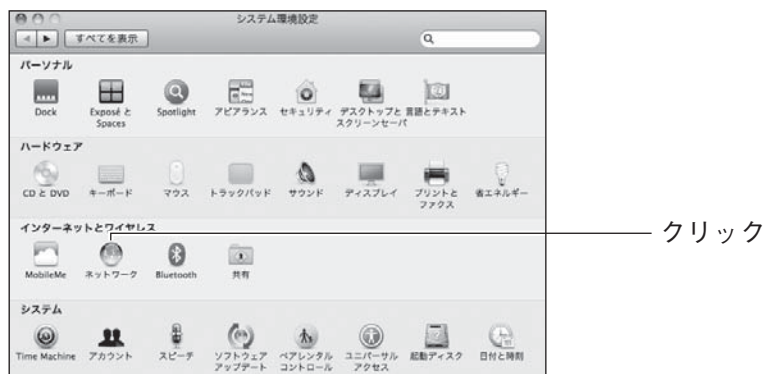 システム環境設定
すべてを表示
パーソナル
Dock
Exposé と
Spaces
Spotlight
アピアランス
セキュリティ
デスクトップと
スクリーンセーバ
言語とテキスト
ハードウェア
CD と DVD
キーボード
マウス
トラックパッド
サウンド
ディスプレイ
プリントと
ファクス
省エネルギー
インターネットとワイヤレス
MobileMe
ネットワーク
Bluetooth
共有
クリック
システム
Time Machine
アカウント
スピーチ
ソフトウェア
アップデート
ペアレンタル
コントロール
ユニバーサル
アクセス
起動ディスク
日付と時刻